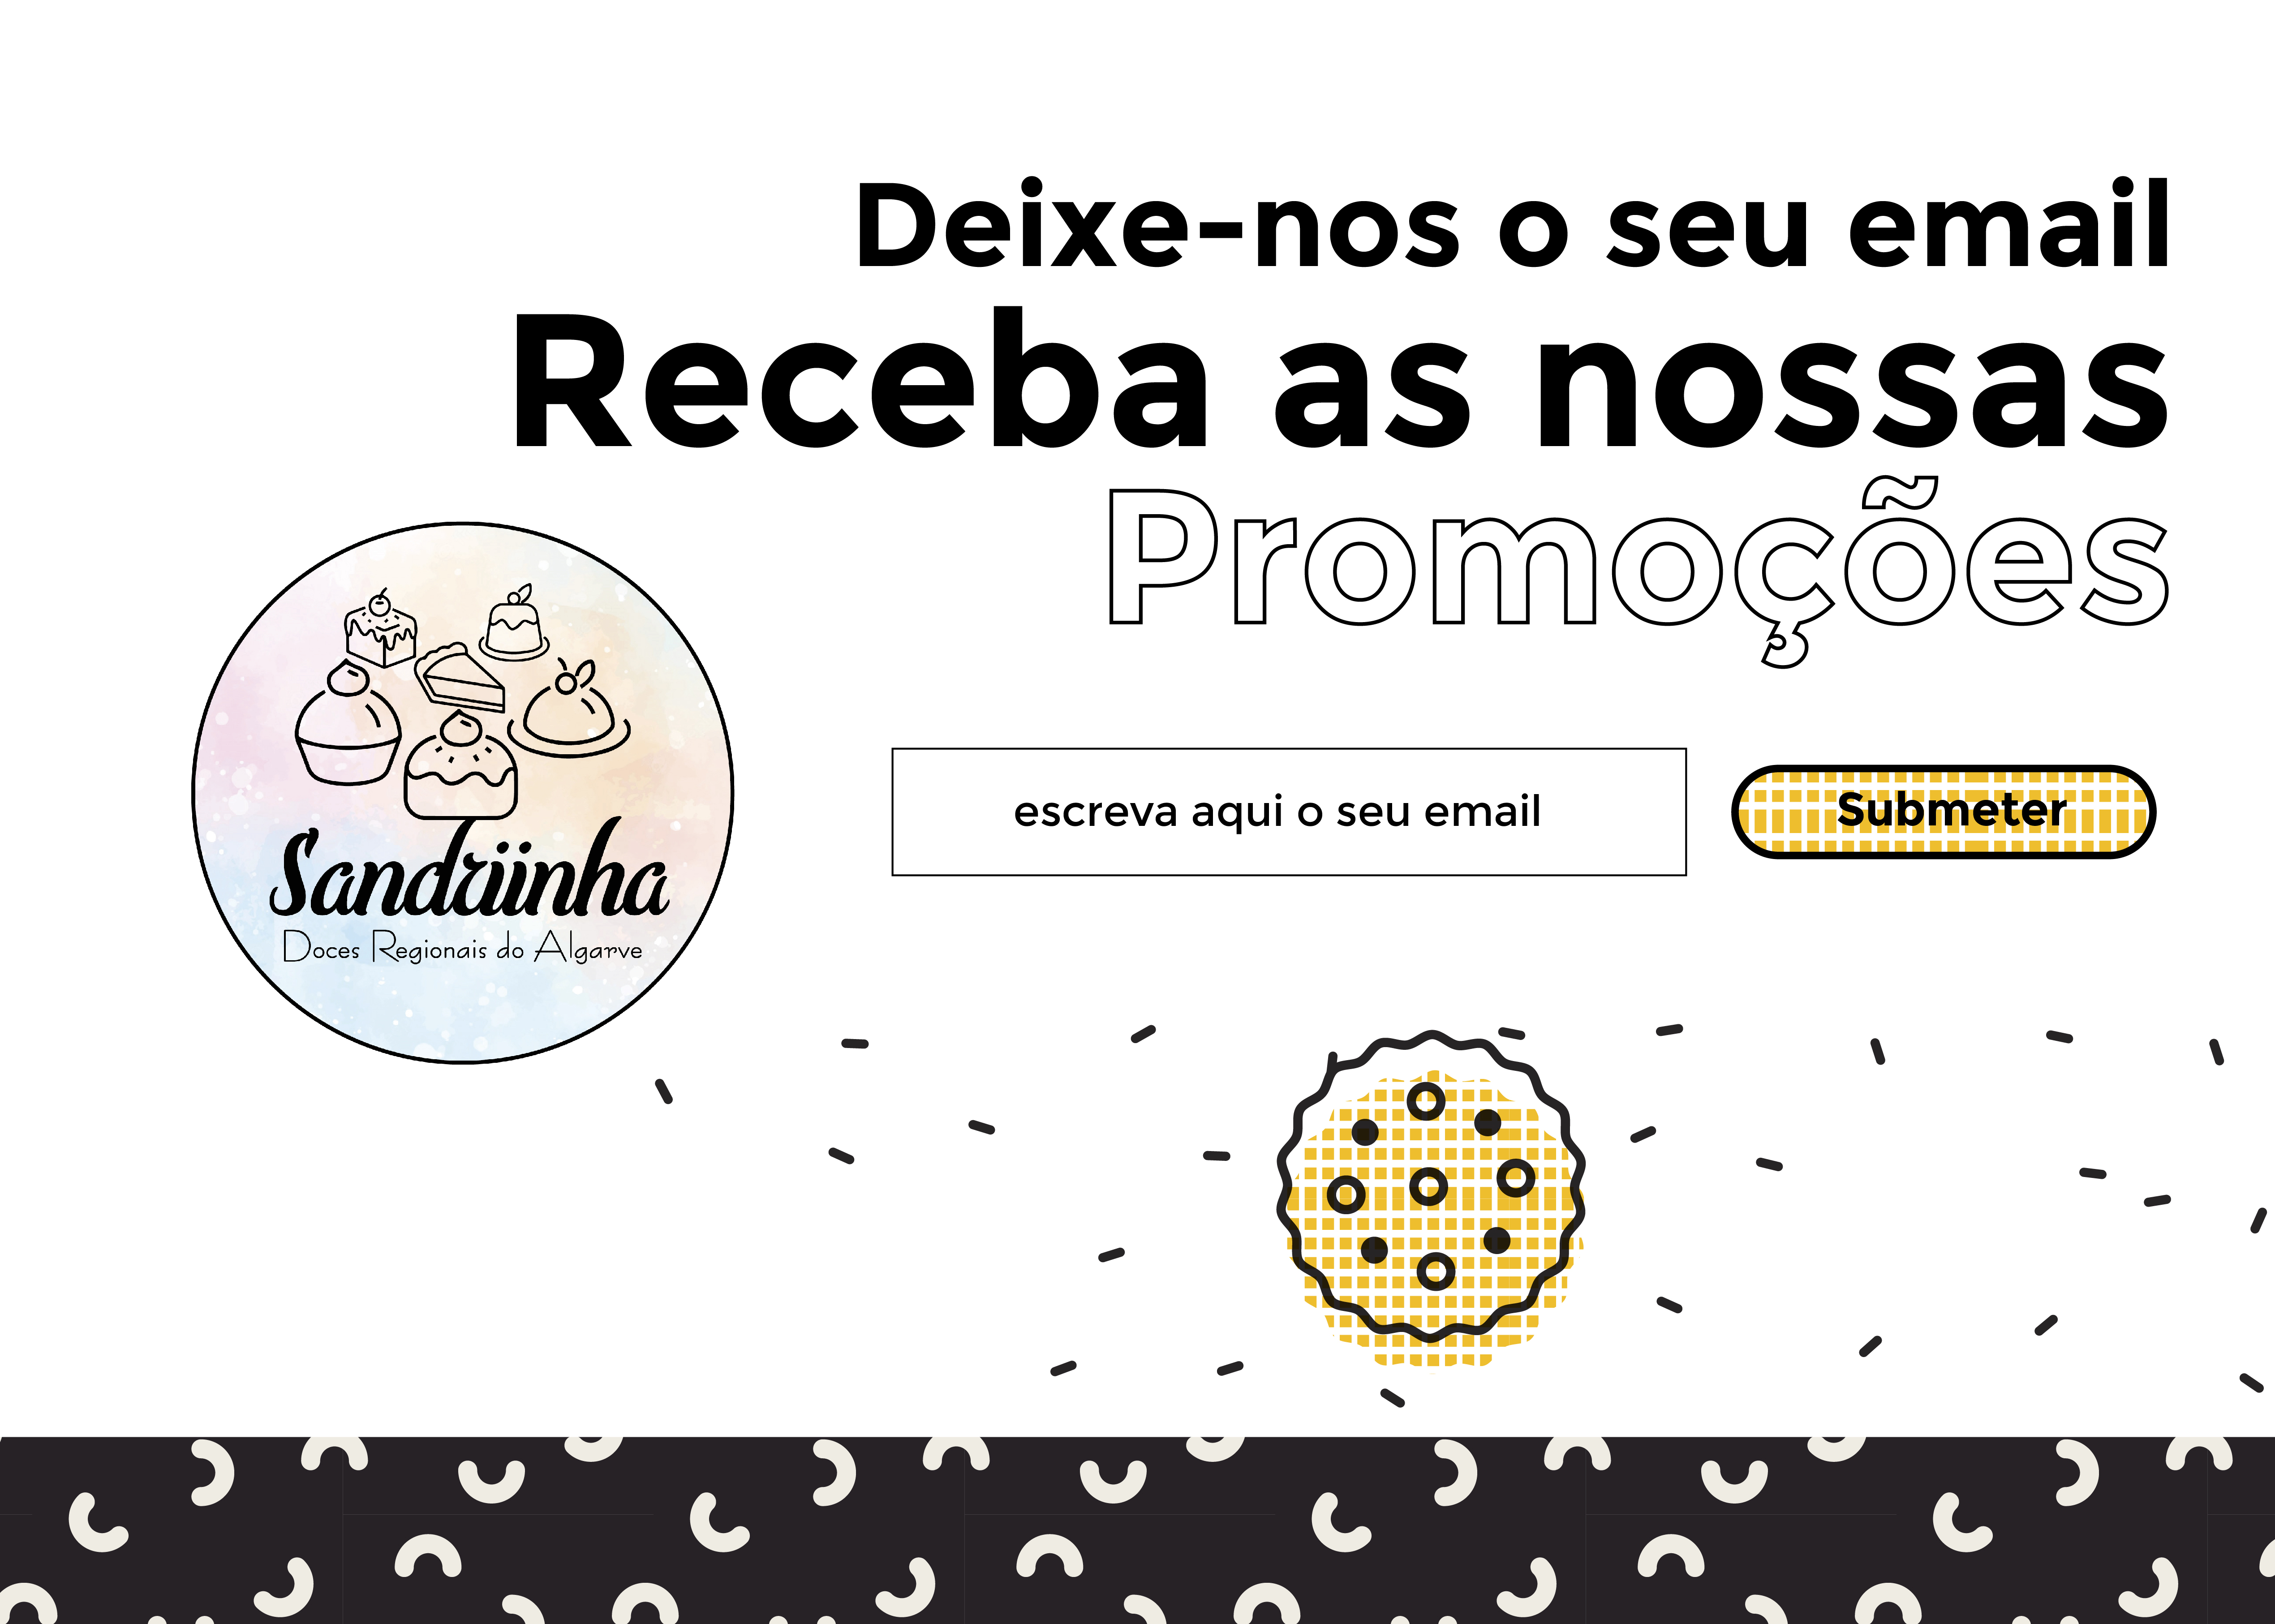 Deixe-nos o seu email
Receba as nossas
Promoções
escreva aqui o seu email
Submeter
Sandriinha
Doces Regionais do Algarve